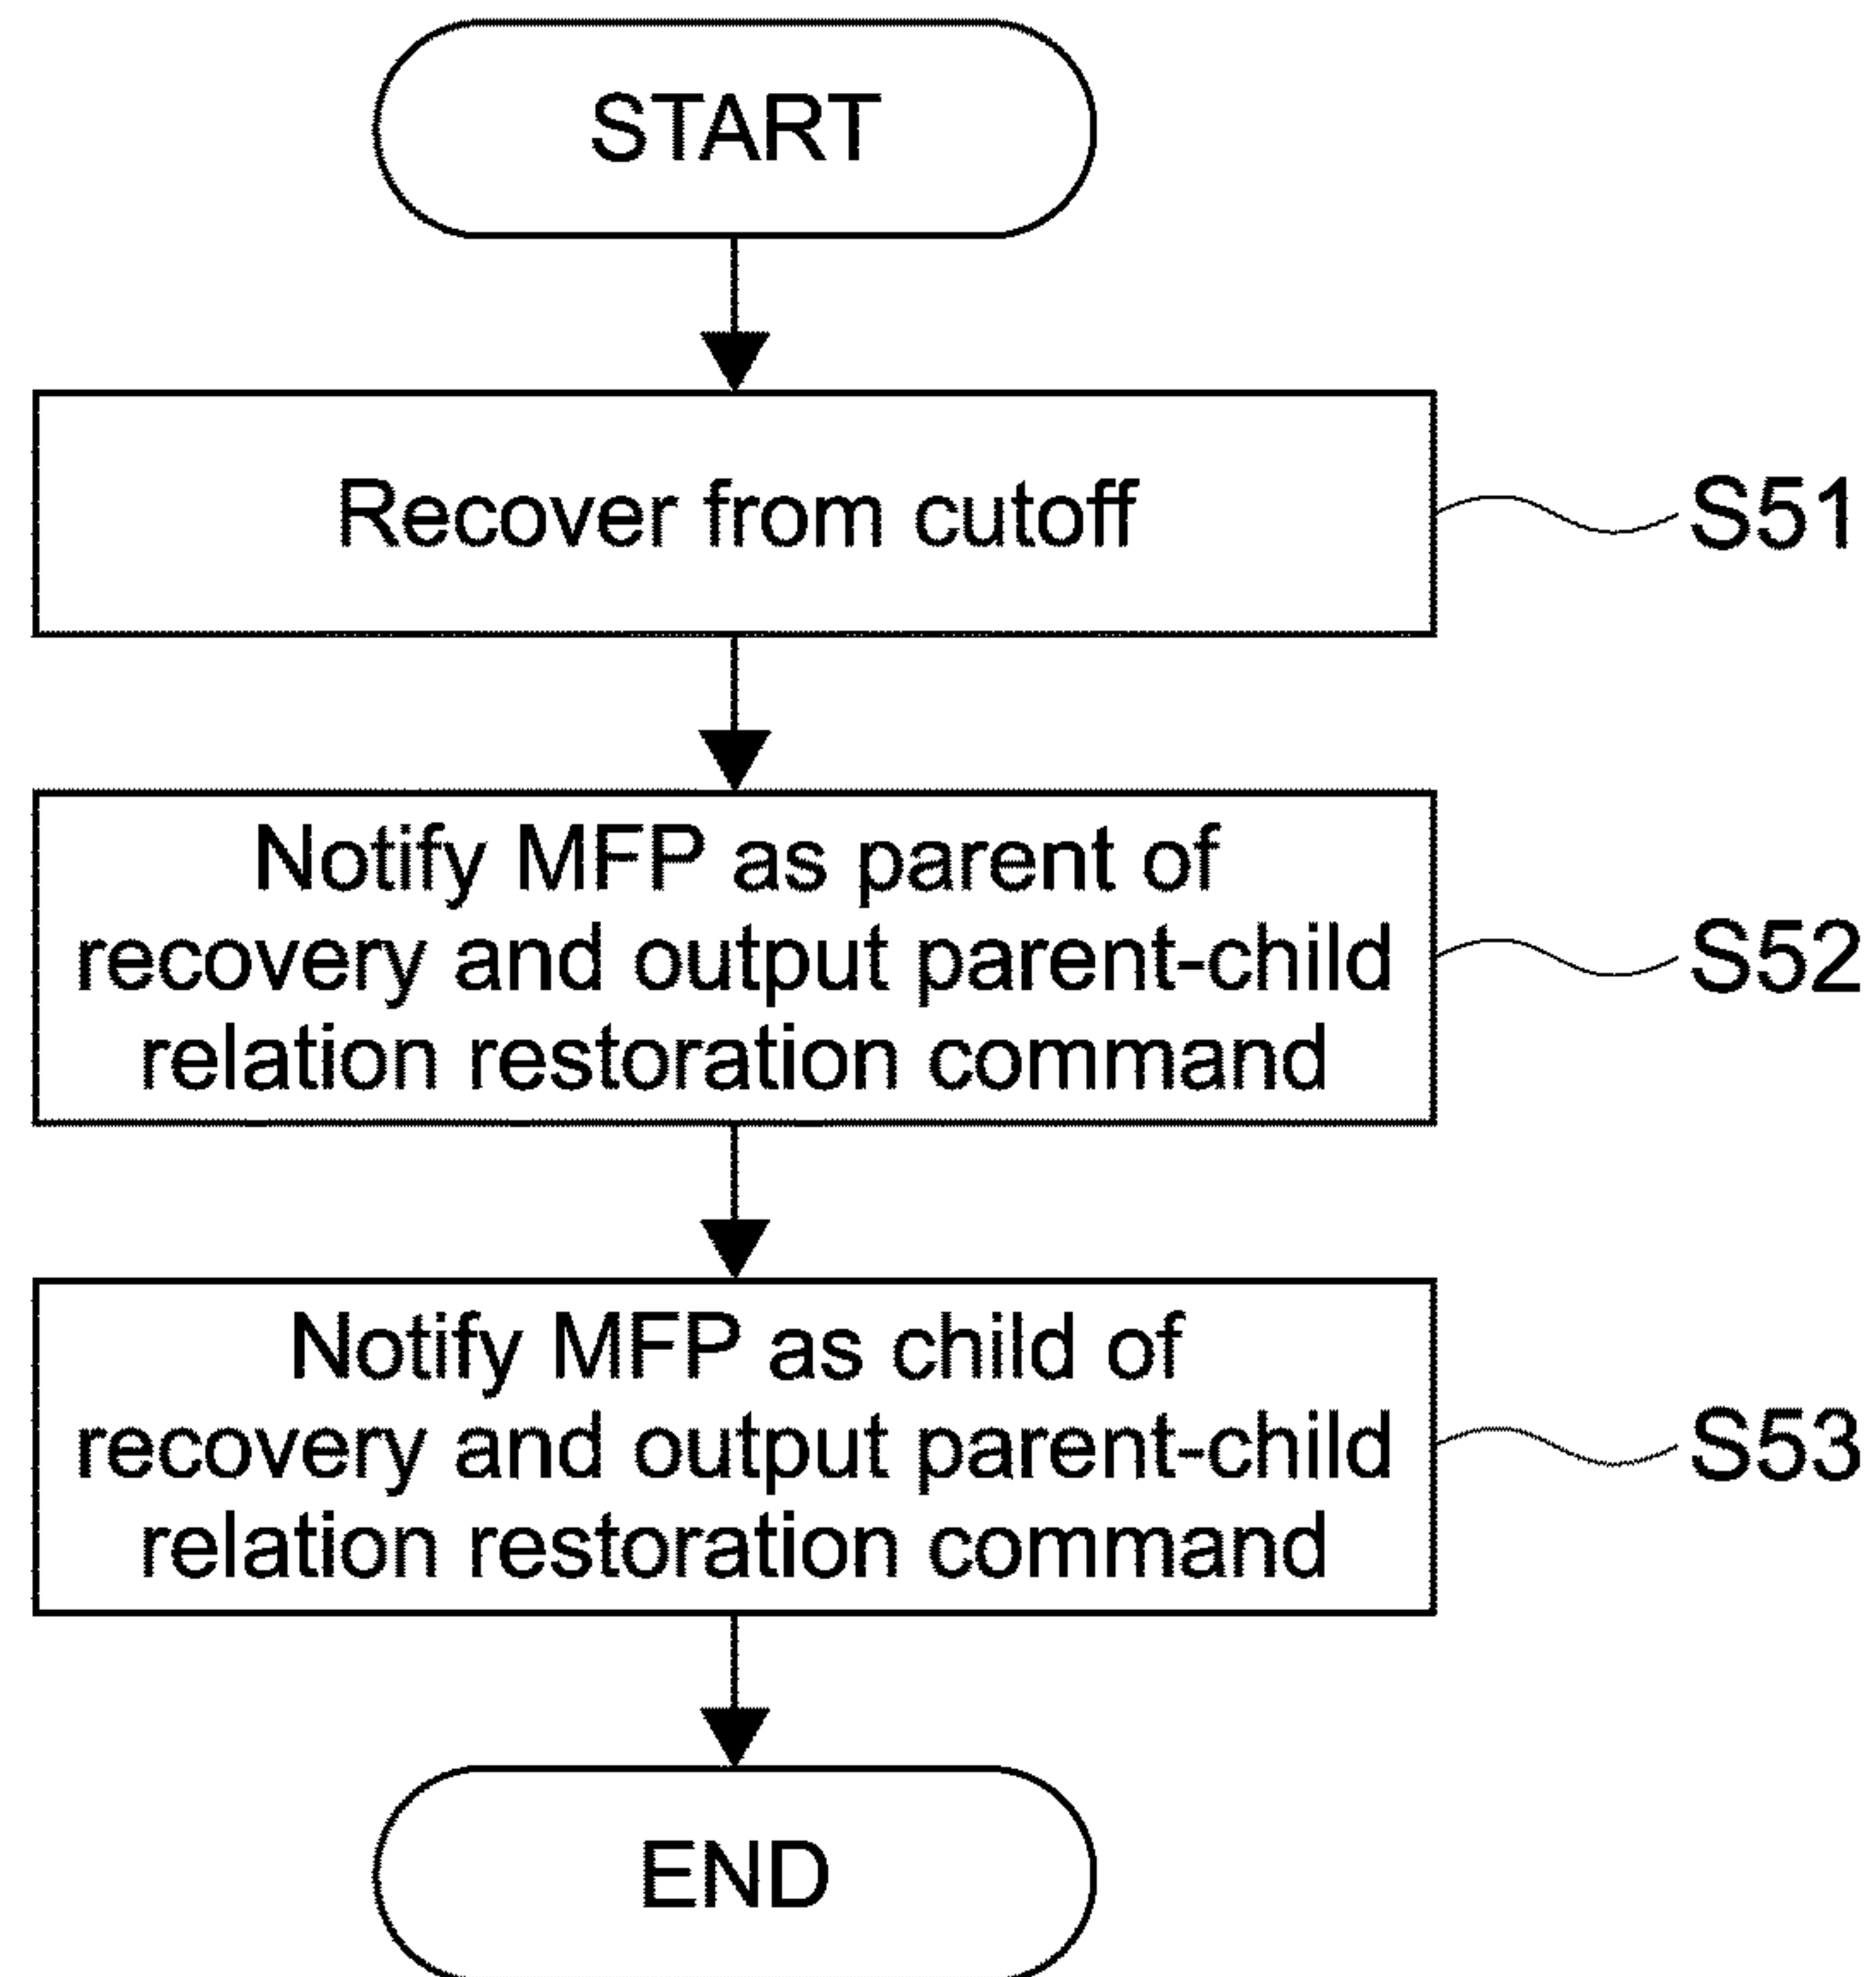 START
Recover from cutoff
S51
Notify MFP as parent of
recovery and output parent-child
relation restoration command
S52
Notify MFP as child of
recovery and output parent-child
relation restoration command
S53
END